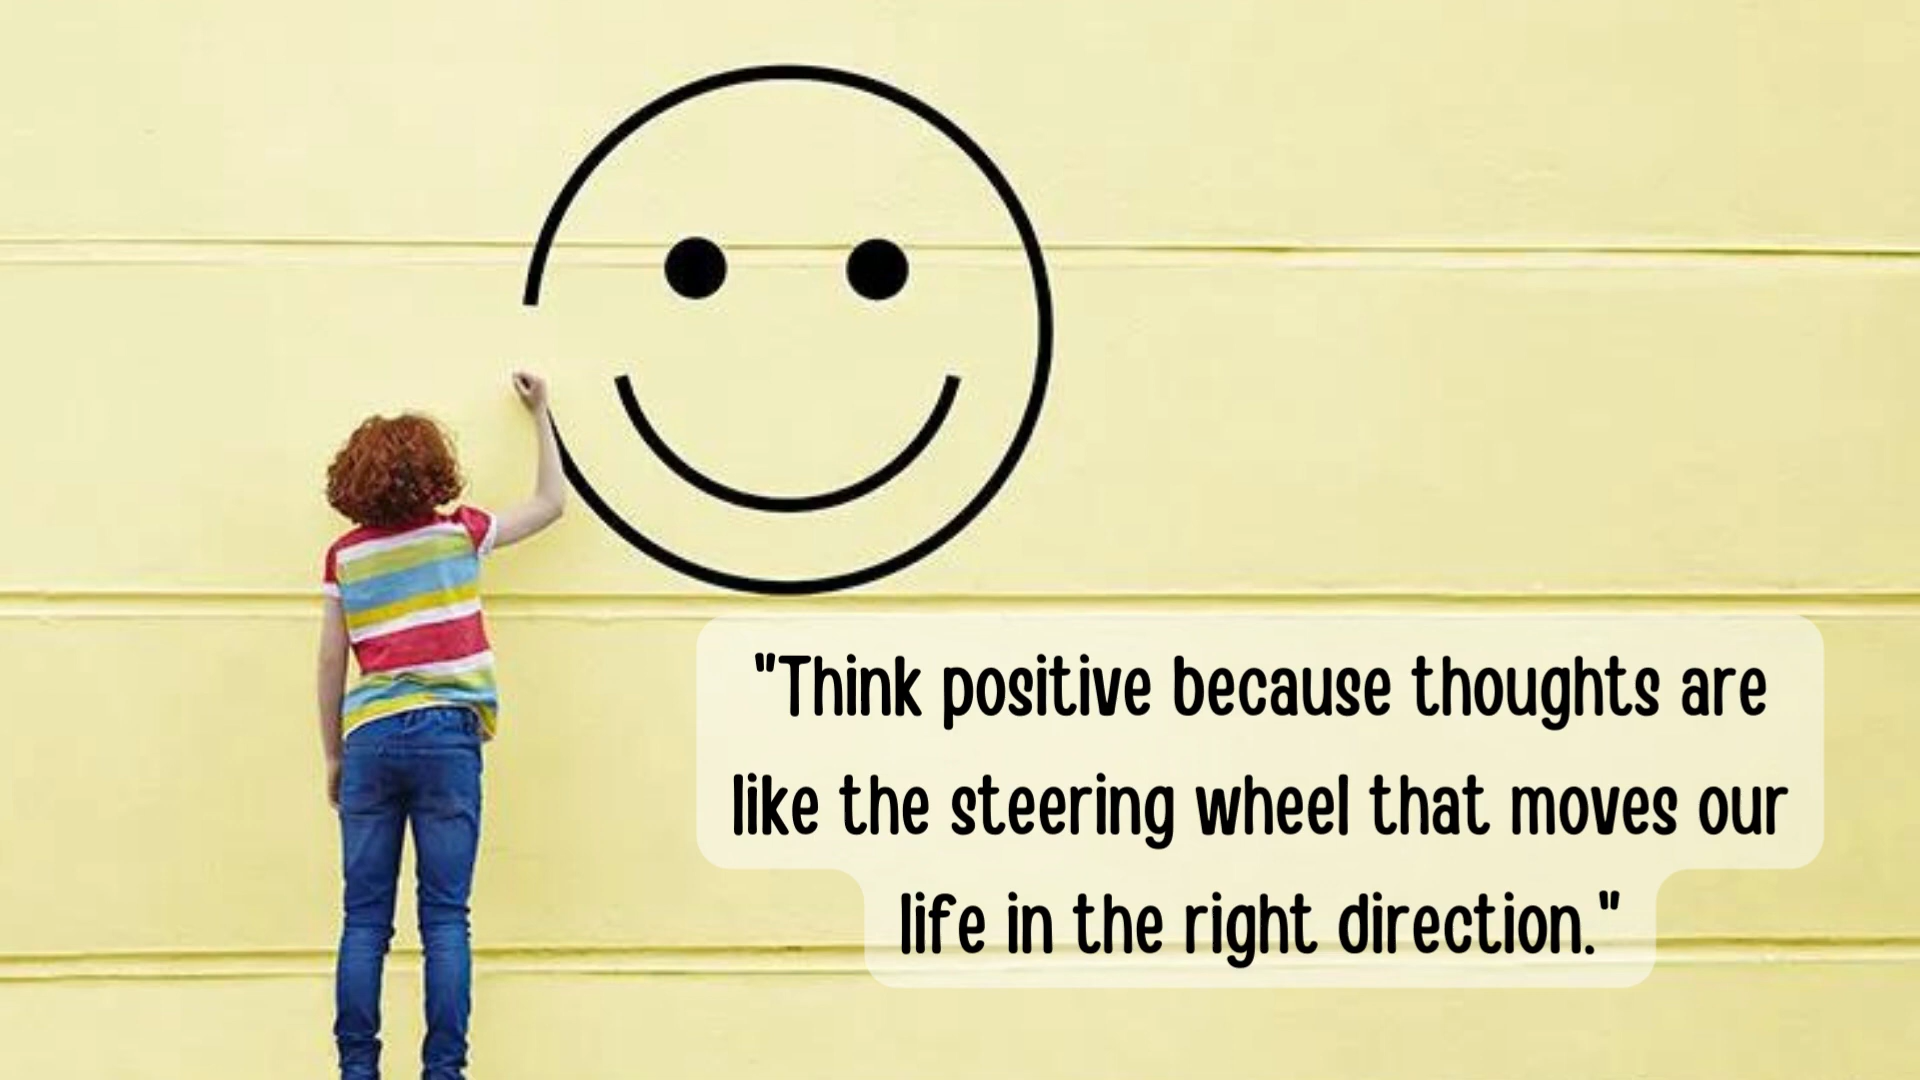 "Think positive because thoughts are
like the steering wheel that moves our
life in the right direction."